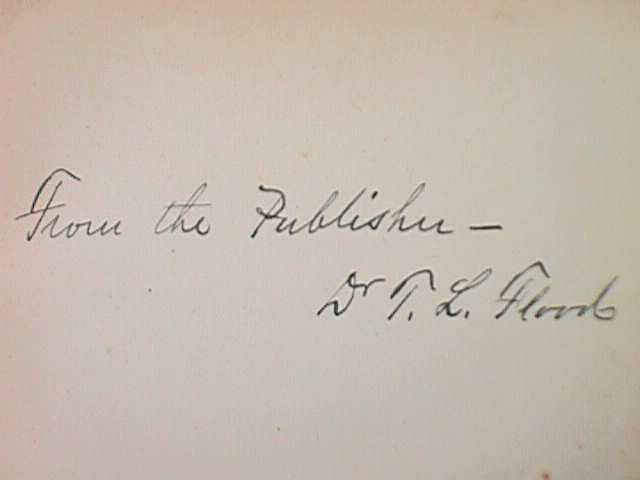 From the Publisher —
Dr T. L. Flood